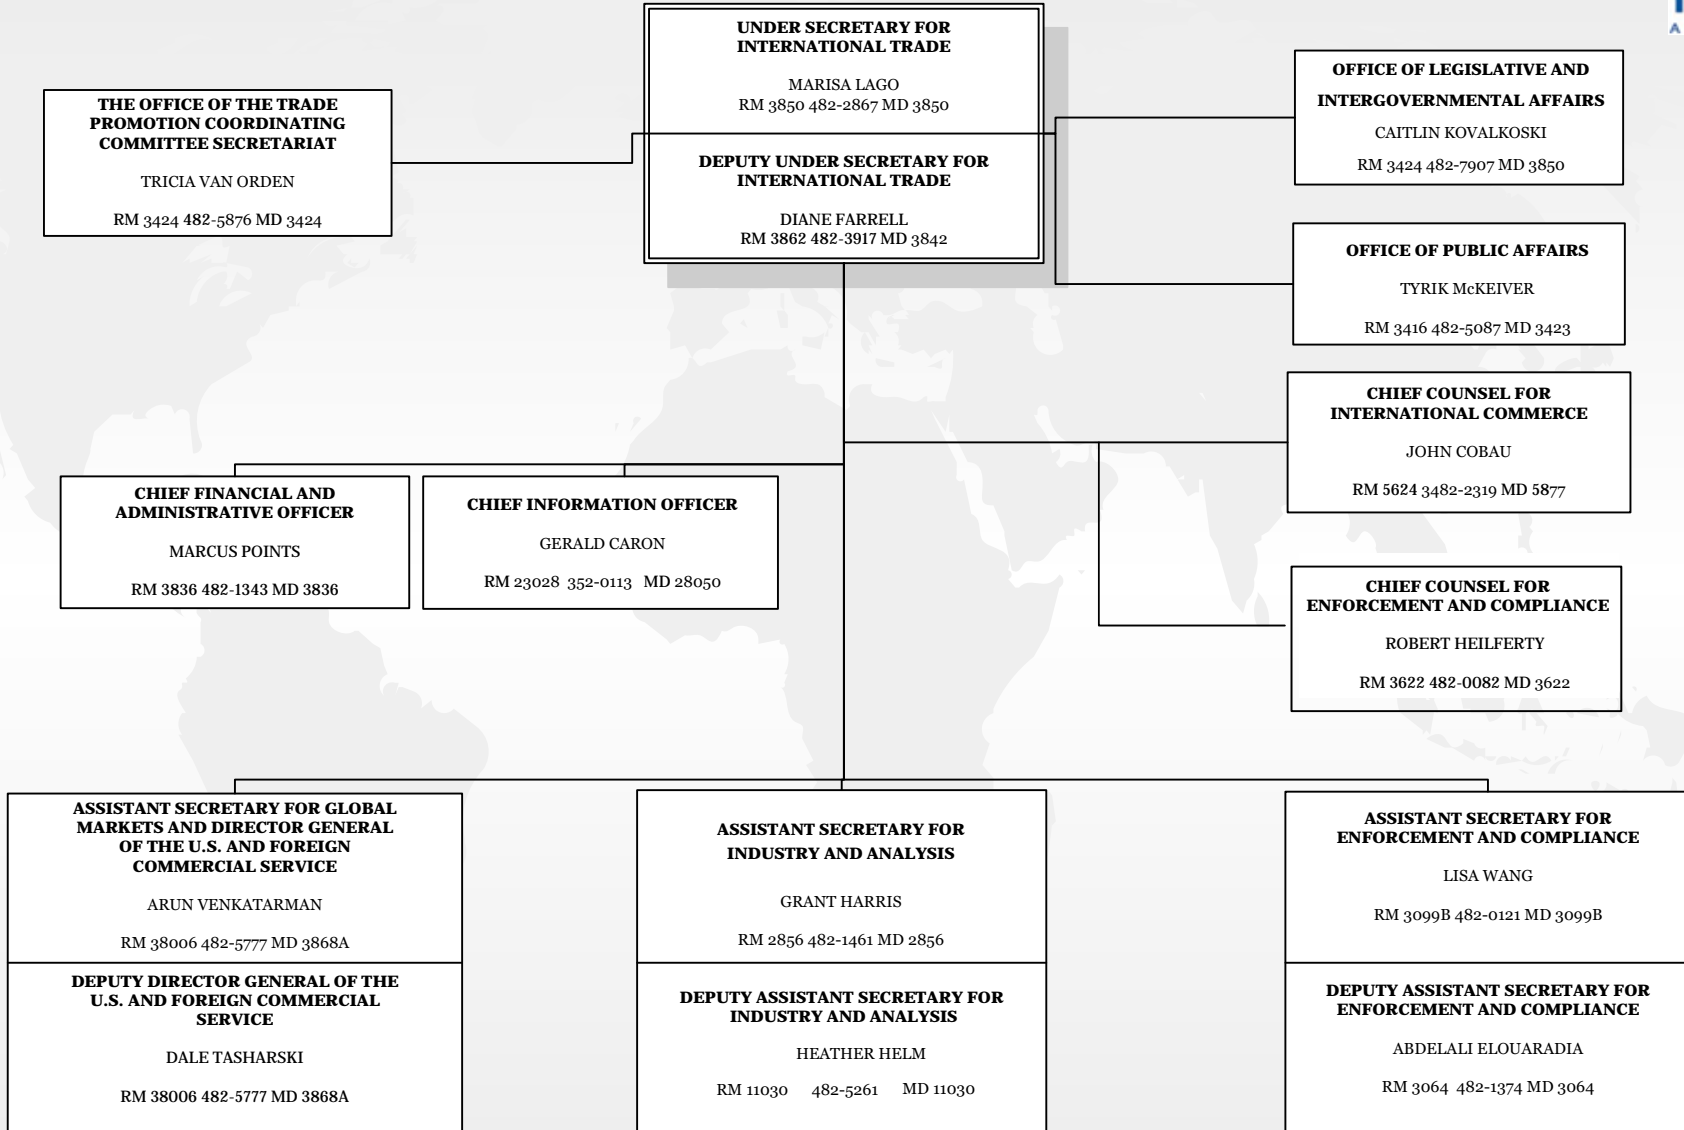 UNDER SECRETARY FOR
INTERNATIONAL TRADE
MARISA LAGO
RM 3850 482-2867 MD 3850
DEPUTY UNDER SECRETARY FOR
INTERNATIONAL TRADE
DIANE FARRELL
RM 3862 482-3917 MD 3842
THE OFFICE OF THE TRADE
PROMOTION COORDINATING
COMMITTEE SECRETARIAT
TRICIA VAN ORDEN
RM 3424 482-5876 MD 3424
OFFICE OF LEGISLATIVE AND
INTERGOVERNMENTAL AFFAIRS
CAITLIN KOVALKOSKI
RM 3424 482-7907 MD 3850
OFFICE OF PUBLIC AFFAIRS
TYRIK McKEIVER
RM 3416 482-5087 MD 3423
CHIEF COUNSEL FOR
INTERNATIONAL COMMERCE
JOHN COBAU
RM 5624 3482-2319 MD 5877
CHIEF FINANCIAL AND
ADMINISTRATIVE OFFICER
MARCUS POINTS
RM 3836 482-1343 MD 3836
CHIEF INFORMATION OFFICER
GERALD CARON
RM 23028 352-0113 MD 28050
CHIEF COUNSEL FOR
ENFORCEMENT AND COMPLIANCE
ROBERT HEILFERTY
RM 3622 482-0082 MD 3622
ASSISTANT SECRETARY FOR GLOBAL
MARKETS AND DIRECTOR GENERAL
OF THE U.S. AND FOREIGN
COMMERCIAL SERVICE
ARUN VENKATARMAN
RM 38006 482-5777 MD 3868A
DEPUTY DIRECTOR GENERAL OF THE
U.S. AND FOREIGN COMMERCIAL
SERVICE
DALE TASHARSKI
RM 38006 482-5777 MD 3868A
ASSISTANT SECRETARY FOR
INDUSTRY AND ANALYSIS
GRANT HARRIS
RM 2856 482-1461 MD 2856
DEPUTY ASSISTANT SECRETARY FOR
INDUSTRY AND ANALYSIS
HEATHER HELM
RM 11030 482-5261 MD 11030
ASSISTANT SECRETARY FOR
ENFORCEMENT AND COMPLIANCE
LISA WANG
RM 3099B 482-0121 MD 3099B
DEPUTY ASSISTANT SECRETARY FOR
ENFORCEMENT AND COMPLIANCE
ABDELALI ELOUARADIA
RM 3064 482-1374 MD 3064